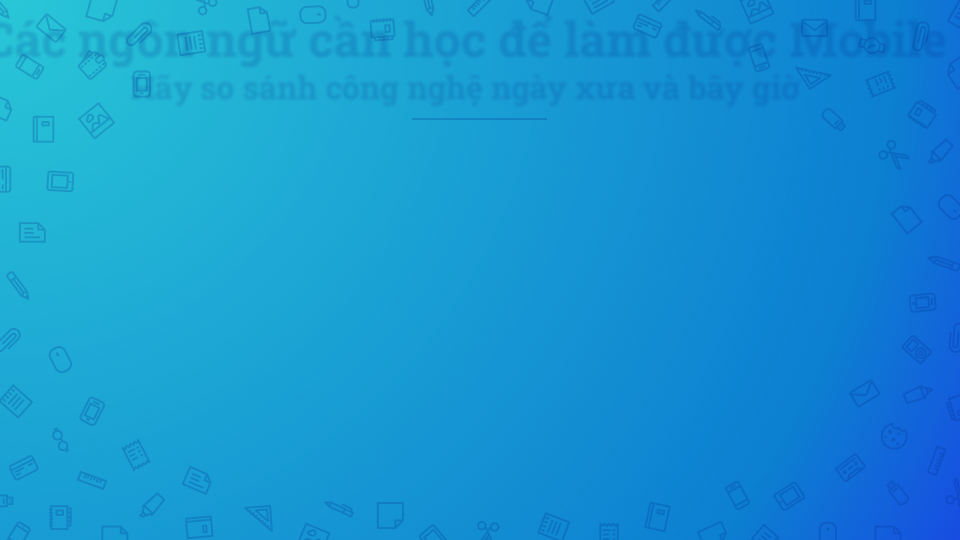 Các ngôn ngữ cần học để làm được Mobile
Hãy so sánh công nghệ ngày xưa và bây giờ